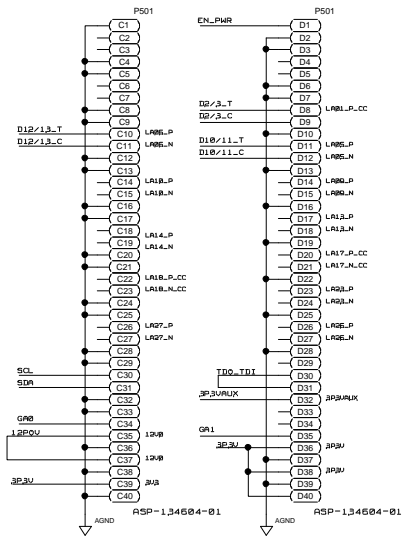 P501
C1
C2
C3
C4
C5
C6
C7
C8
C9
D12/13_T C10 LA06_P
D12/13_C C11 LA06_N
C12
C13
C14 LA10_P
C15 LA10_N
C16
C17
C18 LA14_P
C19 LA14_N
C20
C21
C22 LA18_P_CC
C23 LA18_N_CC
C24
C25
C26 LA27_P
C27 LA27_N
C28
C29
SCL C30
SDA C31
C32
C33
GA0 C34
12POV C35 12V0
C36
C37 12V0
C38
3P3V C39 3V3
C40
ASP-134604-01
AGND
P501
EN_PWR D1
D2
D3
D4
D5
D6
D7
D2/3_T D8 LA01_P_CC
D2/3_C D9
D10
D10/11_T D11 LA05_P
D10/11_C D12 LA05_N
D13
D14 LA09_P
D15 LA09_N
D16
D17 LA13_P
D18 LA13_N
D19
D20 LA17_P_CC
D21 LA17_N_CC
D22
D23 LA23_P
D24 LA23_N
D25
D26 LA26_P
D27 LA26_N
D28
D29
TDO_TDI D30
D31
3P3VAUX D32 3P3VAUX
D33
D34
GA1 D35
3P3V D36 3P3V
D37
D38 3P3V
D39
D40
ASP-134604-01
AGND